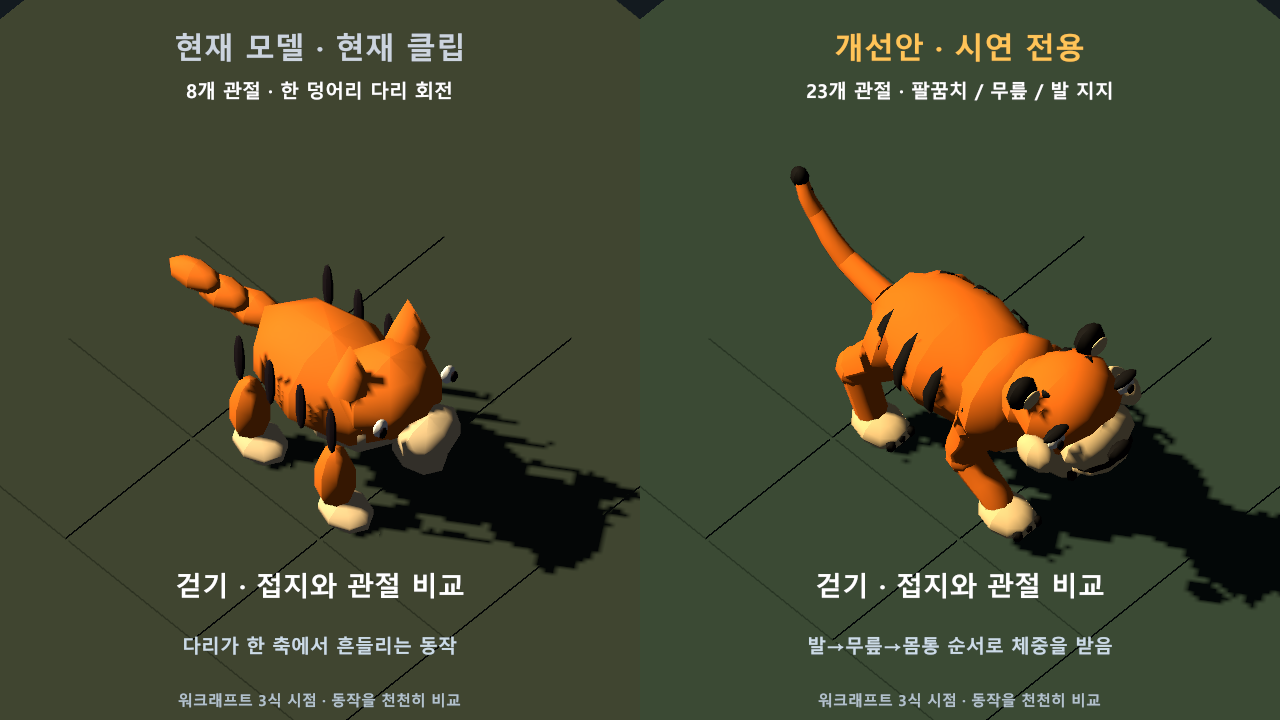 현재 모델 · 현재 클립
8개 관절 · 한 덩어리 다리 회전
걷기 · 접지와 관절 비교
다리가 한 축에서 흔들리는 동작
워크래프트 3식 시점 · 동작을 천천히 비교
개선안 · 시연 전용
23개 관절 · 팔꿈치 / 무릎 / 발 지지
걷기 · 접지와 관절 비교
발→무릎→몸통 순서로 체중을 받음
워크래프트 3식 시점 · 동작을 천천히 비교